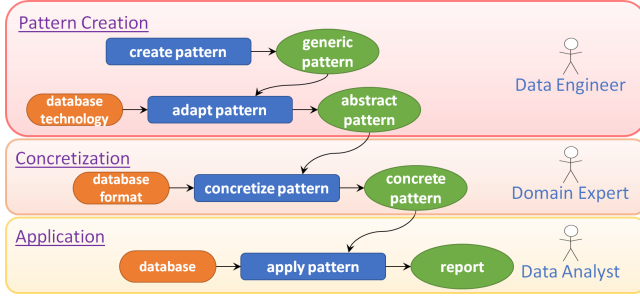 Pattern Creation
create pattern
generic
pattern
database
technology
adapt pattern
abstract
pattern
Data Engineer
Concretization
database
format
concretize pattern
concrete
pattern
Domain Expert
Application
database
apply pattern
report
Data Analyst